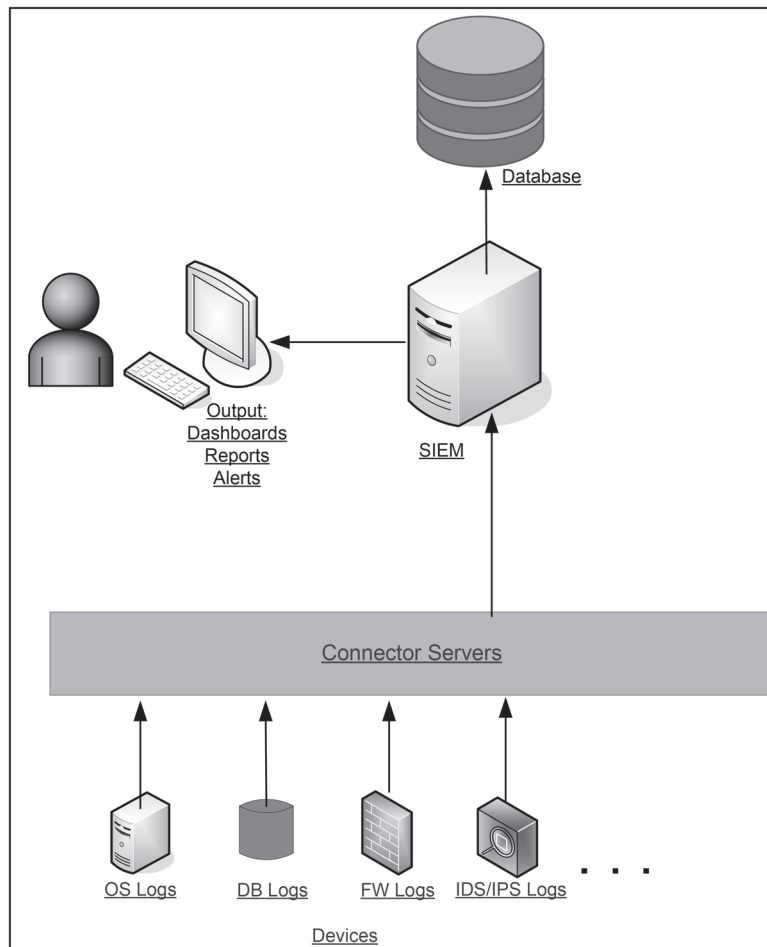 Database
Output:
Dashboards
Reports
Alerts
SIEM
Connector Servers
OS Logs
DB Logs
FW Logs
IDS/IPS Logs
. . .
Devices